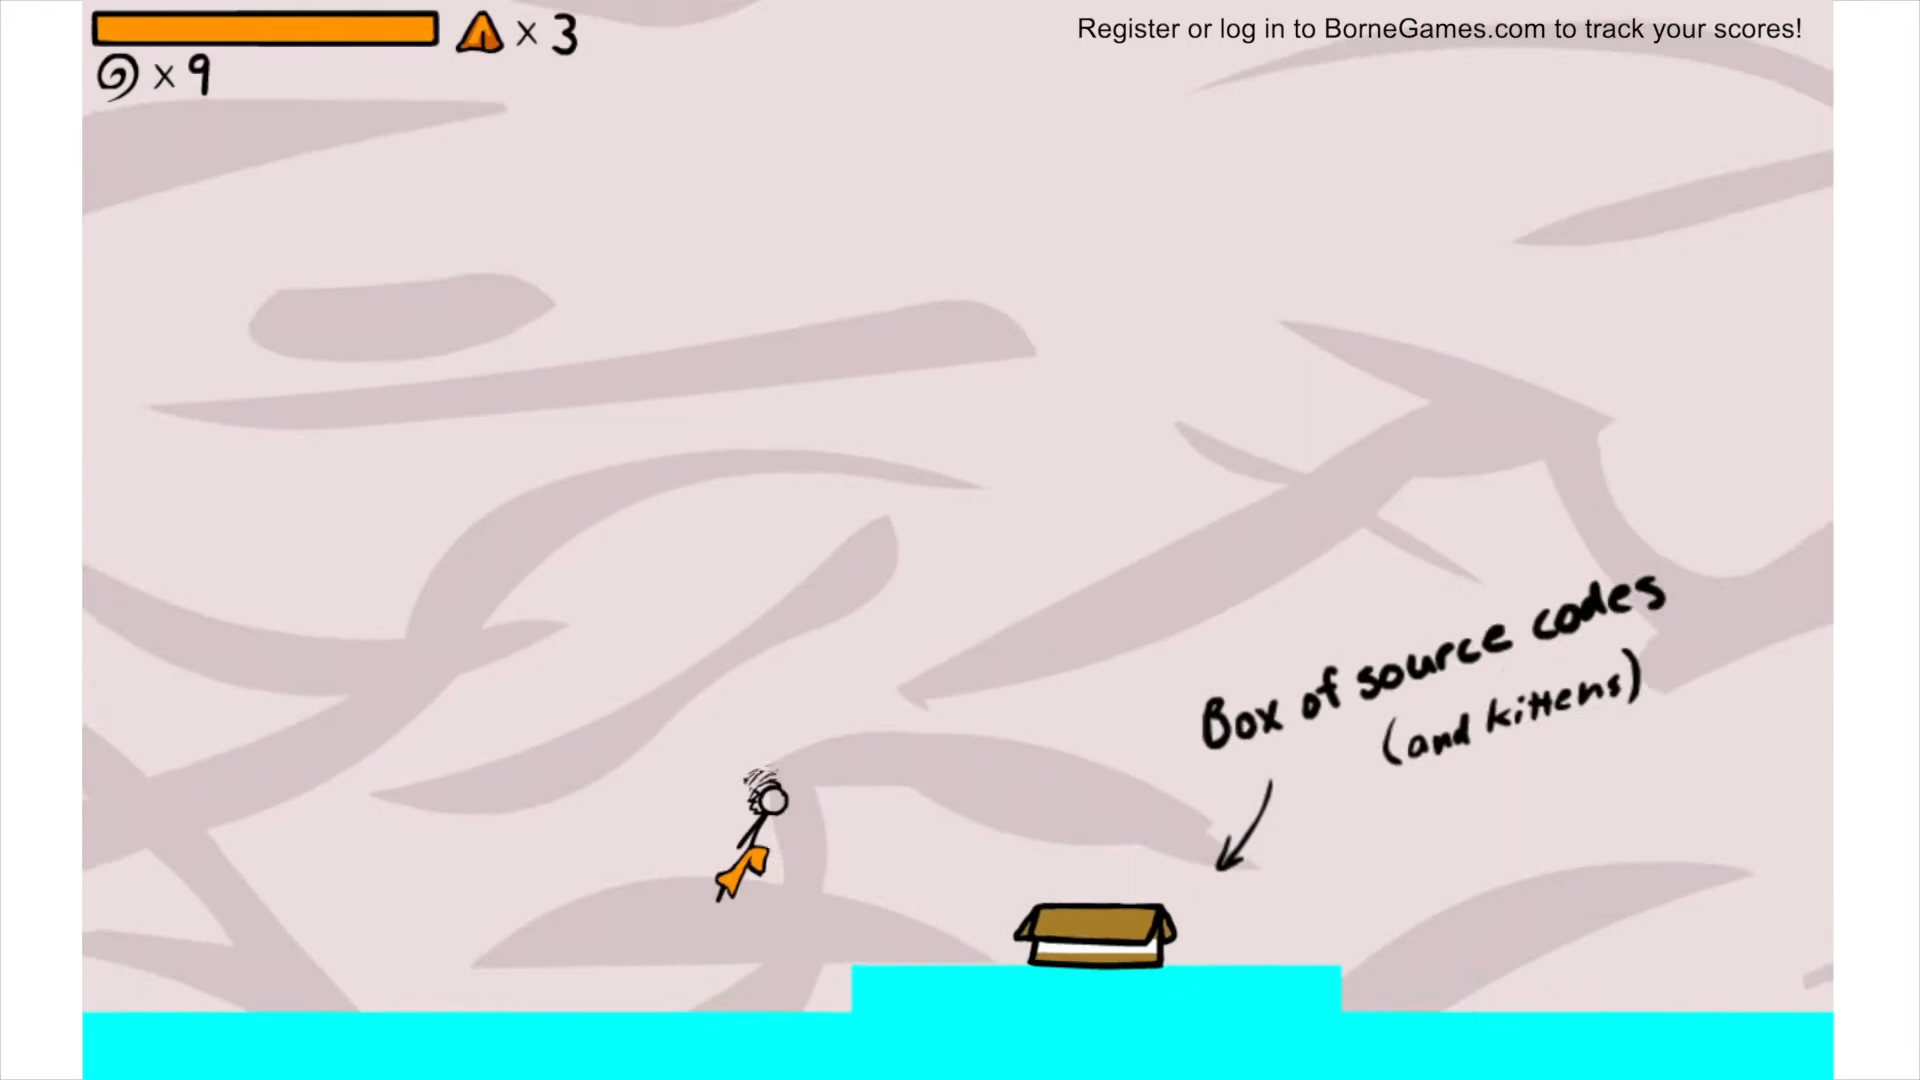 x 3
Register or log in to BorneGames.com to track your scores!
x 9
Box of source codes
(and kittens)